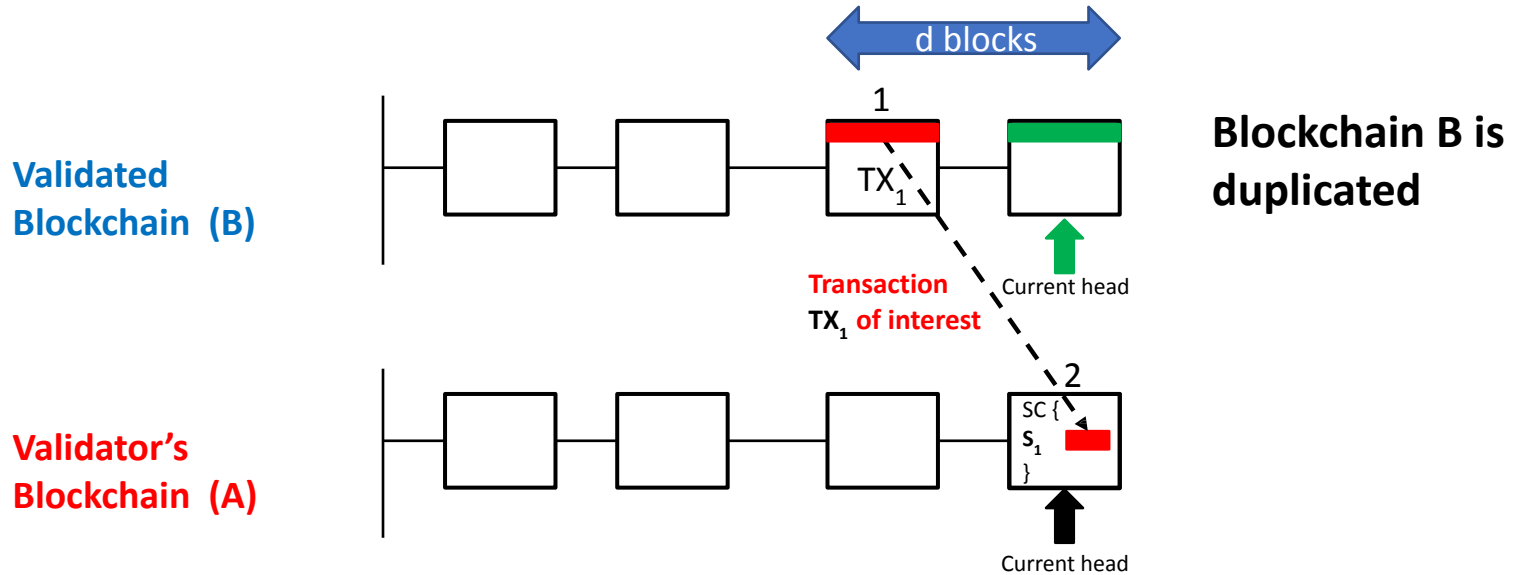 d blocks
1
Validated
Blockchain (B)
TX₁
Blockchain B is
duplicated
Transaction
TX₁ of interest
Current head
2
Validator’s
Blockchain (A)
SC {
S₁
}
Current head